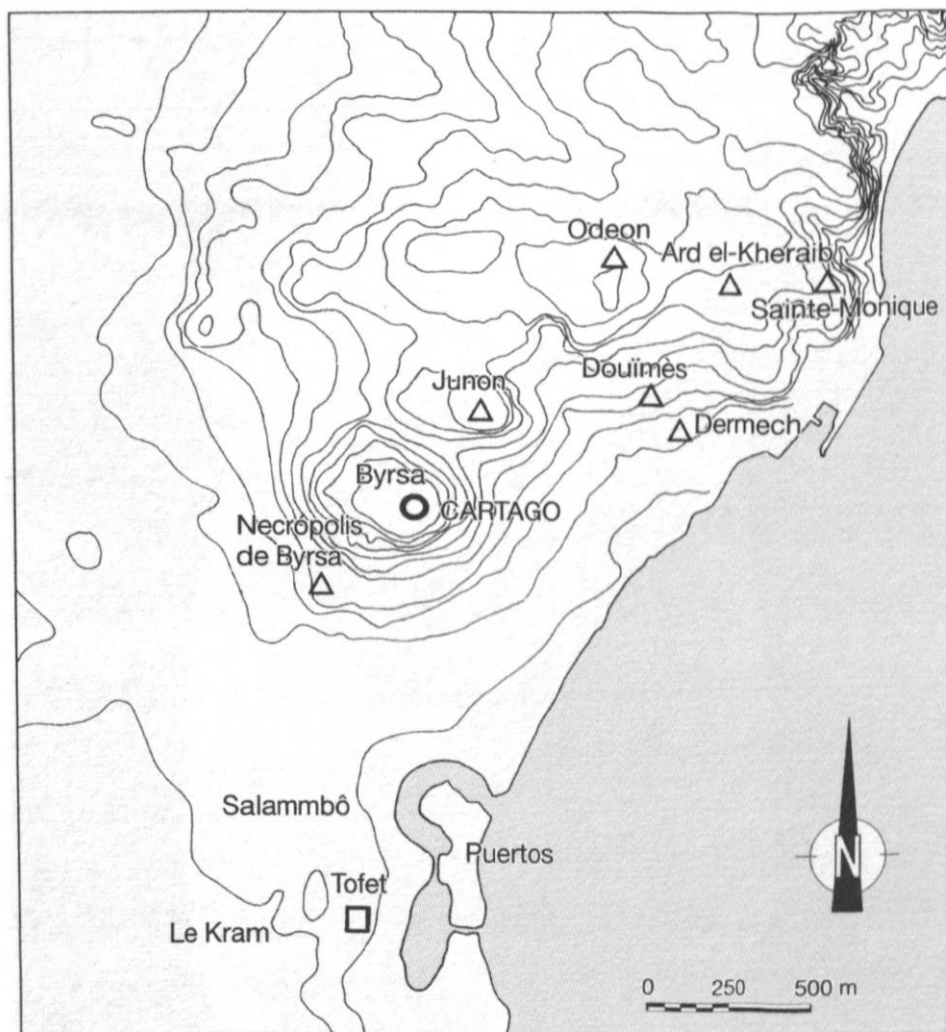 Odeon
Ard el-Kheraib
Sainte-Monique
Junon
Douïmès
Dermech
Byrsa
CARTAGO
Necrópolis
de Byrsa
Salammbô
Puertos
Tofet
Le Kram
N
0 250 500 m